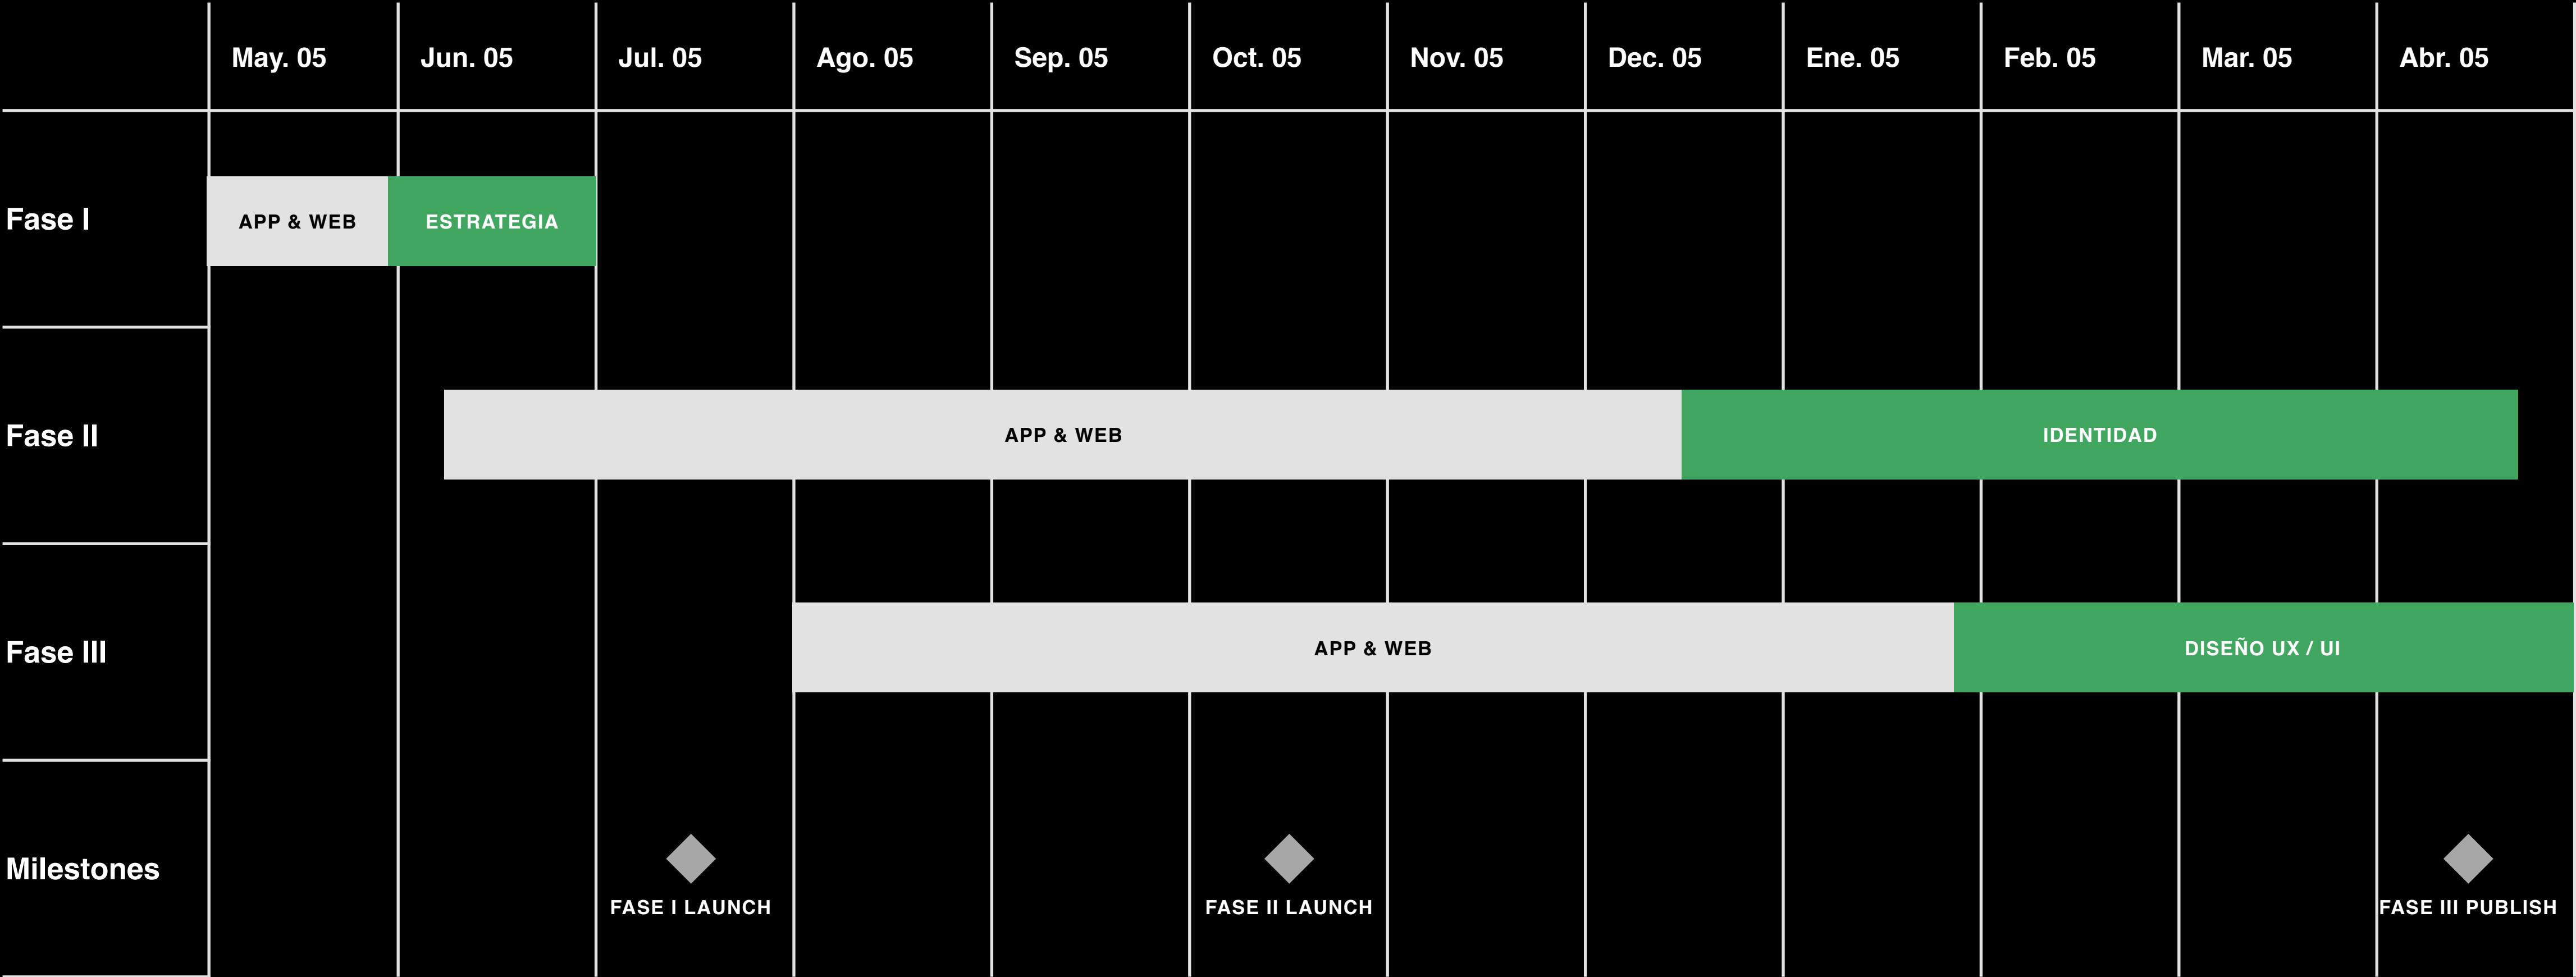 May. 05
Jun. 05
Jul. 05
Ago. 05
Sep. 05
Oct. 05
Nov. 05
Dec. 05
Ene. 05
Feb. 05
Mar. 05
Abr. 05
Fase I
APP & WEB
ESTRATEGIA
Fase II
APP & WEB
IDENTIDAD
Fase III
APP & WEB
DISEÑO UX / UI
Milestones
FASE I LAUNCH
FASE II LAUNCH
FASE III PUBLISH